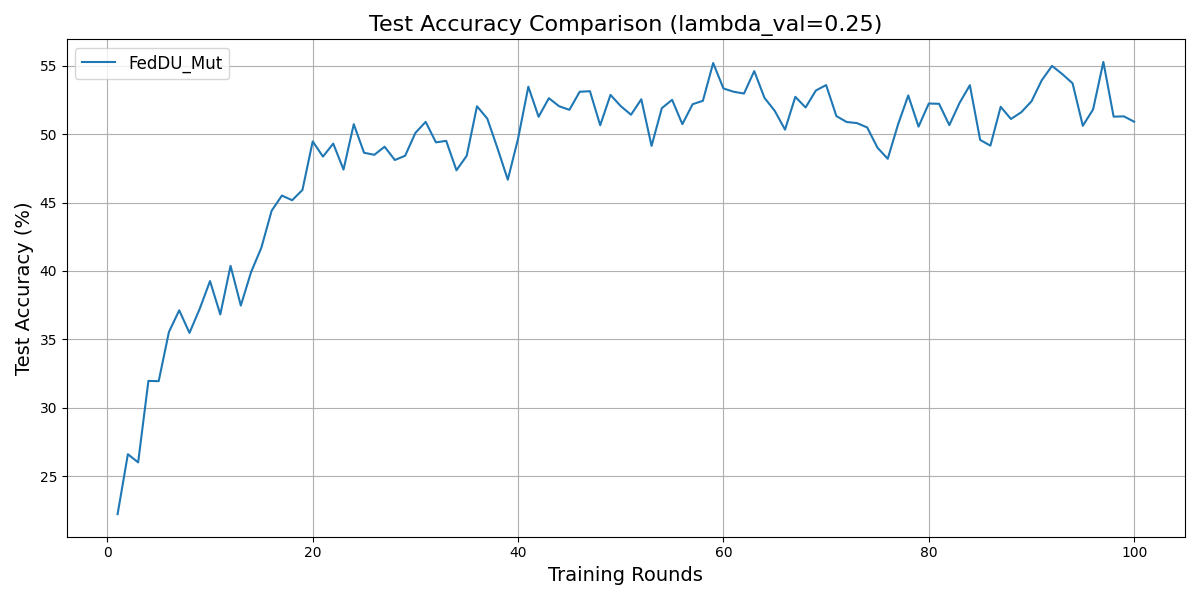 Test Accuracy Comparison (lambda_val=0.25)
FedDU_Mut
Test Accuracy (%)
55
50
45
40
35
30
25
0 20 40 60 80 100
Training Rounds